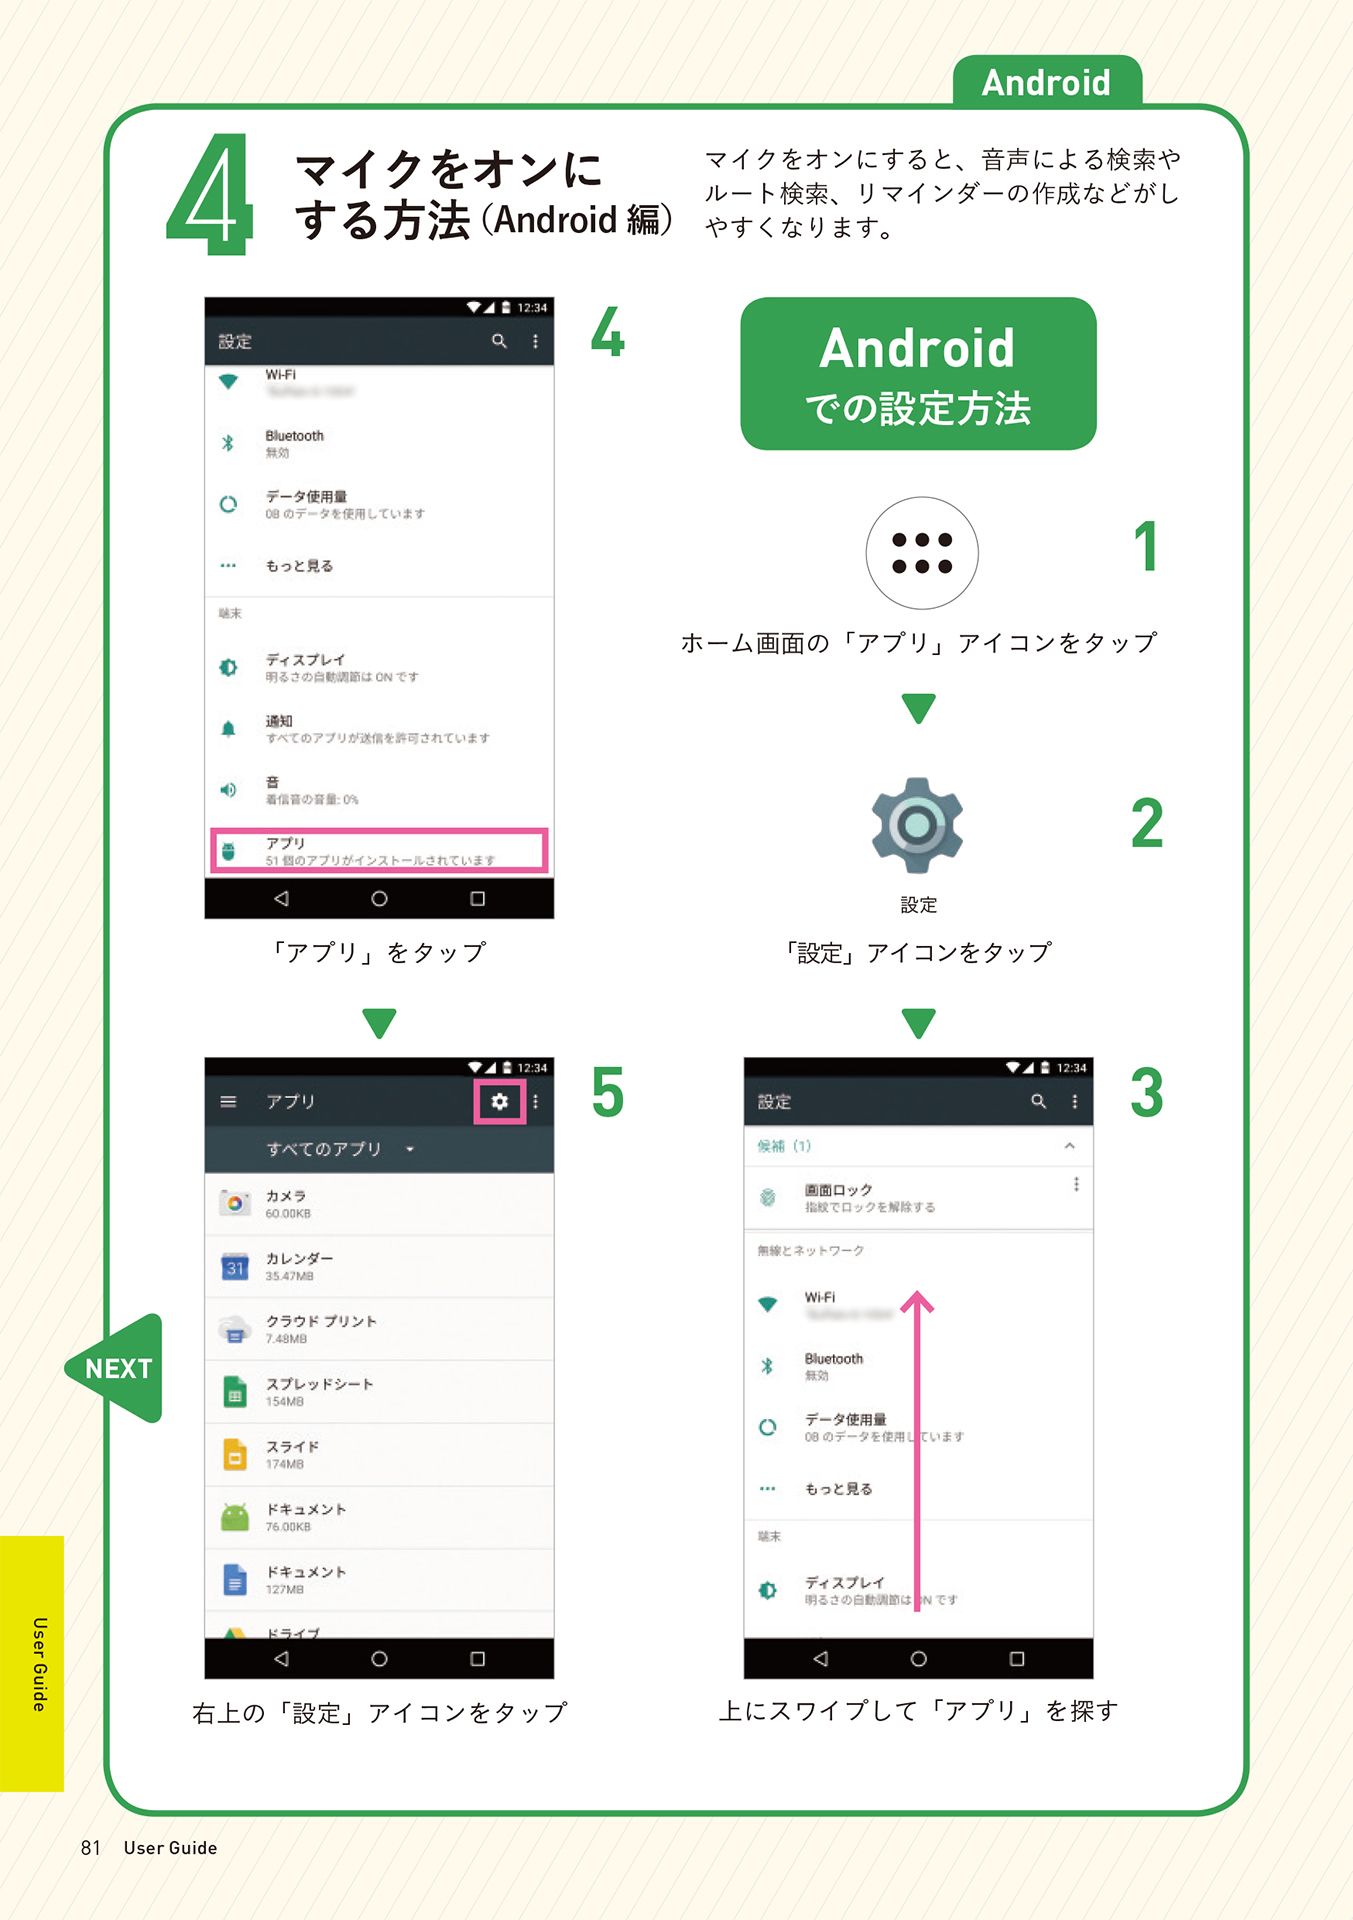 Android
4
マイクをオンに
する方法（Android 編）
マイクをオンにすると、音声による検索や
ルート検索、リマインダーの作成などがし
やすくなります。
Android
での設定方法
1
ホーム画面の「アプリ」アイコンをタップ
2
設定
「設定」アイコンをタップ
3
12:34
設定
候補（1）
画面ロック
指紋でロックを解除する
無線とネットワーク
Wi-Fi
Bluetooth
無効
データ使用量
0B のデータを使用しています
もっと見る
端末
ディスプレイ
明るさの自動調節は ON です
上にスワイプして「アプリ」を探す
4
12:34
設定
Wi-Fi
Bluetooth
無効
データ使用量
0B のデータを使用しています
もっと見る
端末
ディスプレイ
明るさの自動調節は ON です
通知
すべてのアプリが送信を許可されています
音
着信音の音量: 0%
アプリ
51 個のアプリがインストールされています
「アプリ」をタップ
5
12:34
アプリ
すべてのアプリ
カメラ
60.00KB
カレンダー
31
35.47MB
クラウド プリント
7.48MB
スプレッドシート
154MB
スライド
174MB
ドキュメント
76.00KB
ドキュメント
127MB
ドライブ
右上の「設定」アイコンをタップ
NEXT
User Guide
81 User Guide